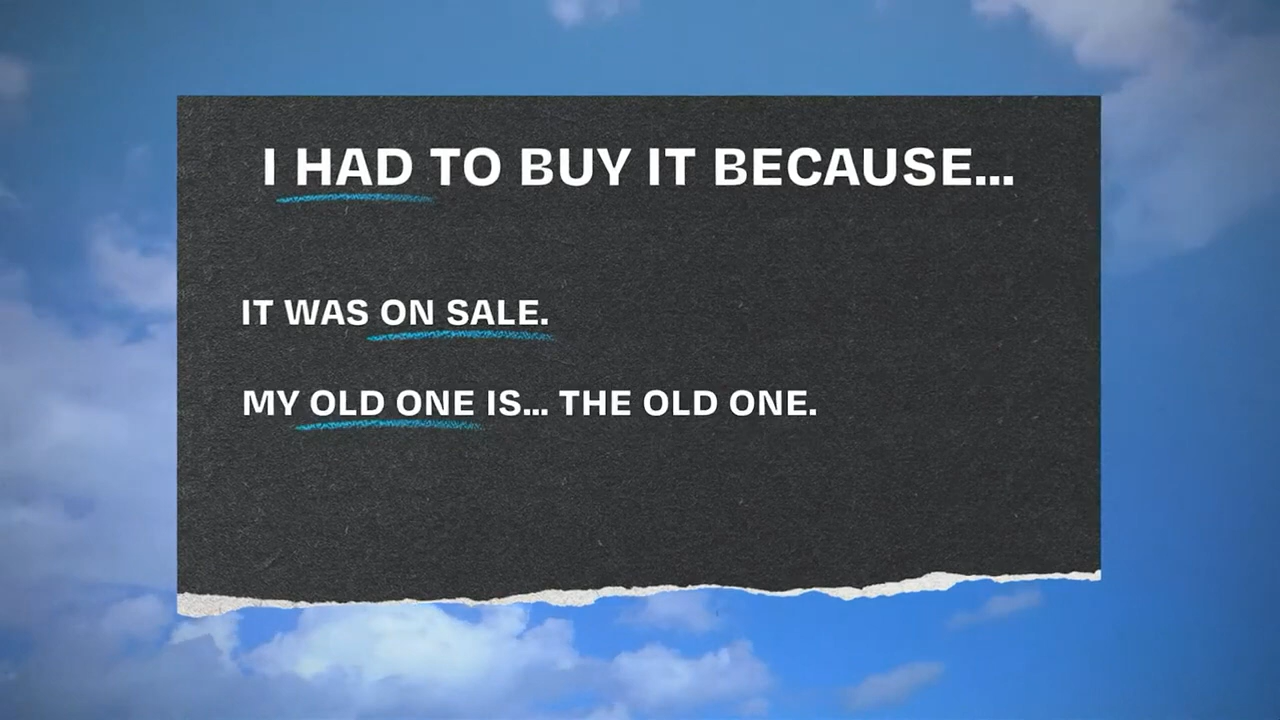 I HAD TO BUY IT BECAUSE...
IT WAS ON SALE.
MY OLD ONE IS... THE OLD ONE.